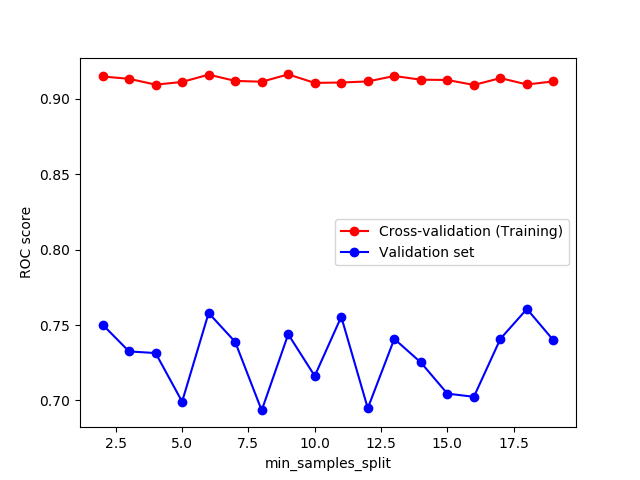 0.90
0.85
0.80
0.75
0.70
ROC score
Cross-validation (Training)
Validation set
2.5 5.0 7.5 10.0 12.5 15.0 17.5
min_samples_split